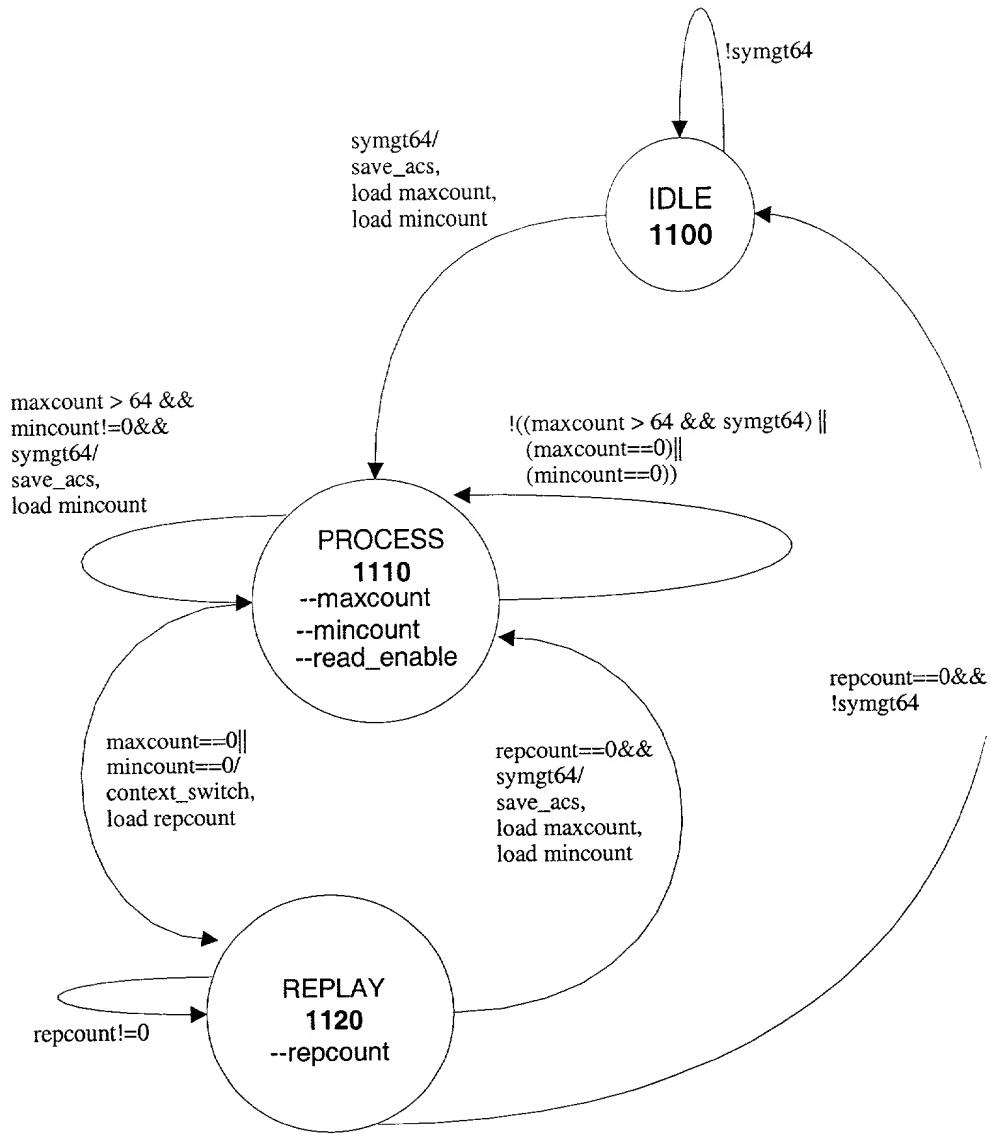 !symgt64
symgt64/
save_acs,
load maxcount,
load mincount
IDLE
1100
maxcount > 64 &&
mincount!=0&&
symgt64/
save_acs,
load mincount
!((maxcount > 64 && symgt64) ||
(maxcount==0)||
(mincount==0))
PROCESS
1110
--maxcount
--mincount
--read_enable
repcount==0&&
!symgt64
maxcount==0||
mincount==0/
context_switch,
load repcount
repcount==0&&
symgt64/
save_acs,
load maxcount,
load mincount
REPLAY
1120
--repcount
repcount!=0